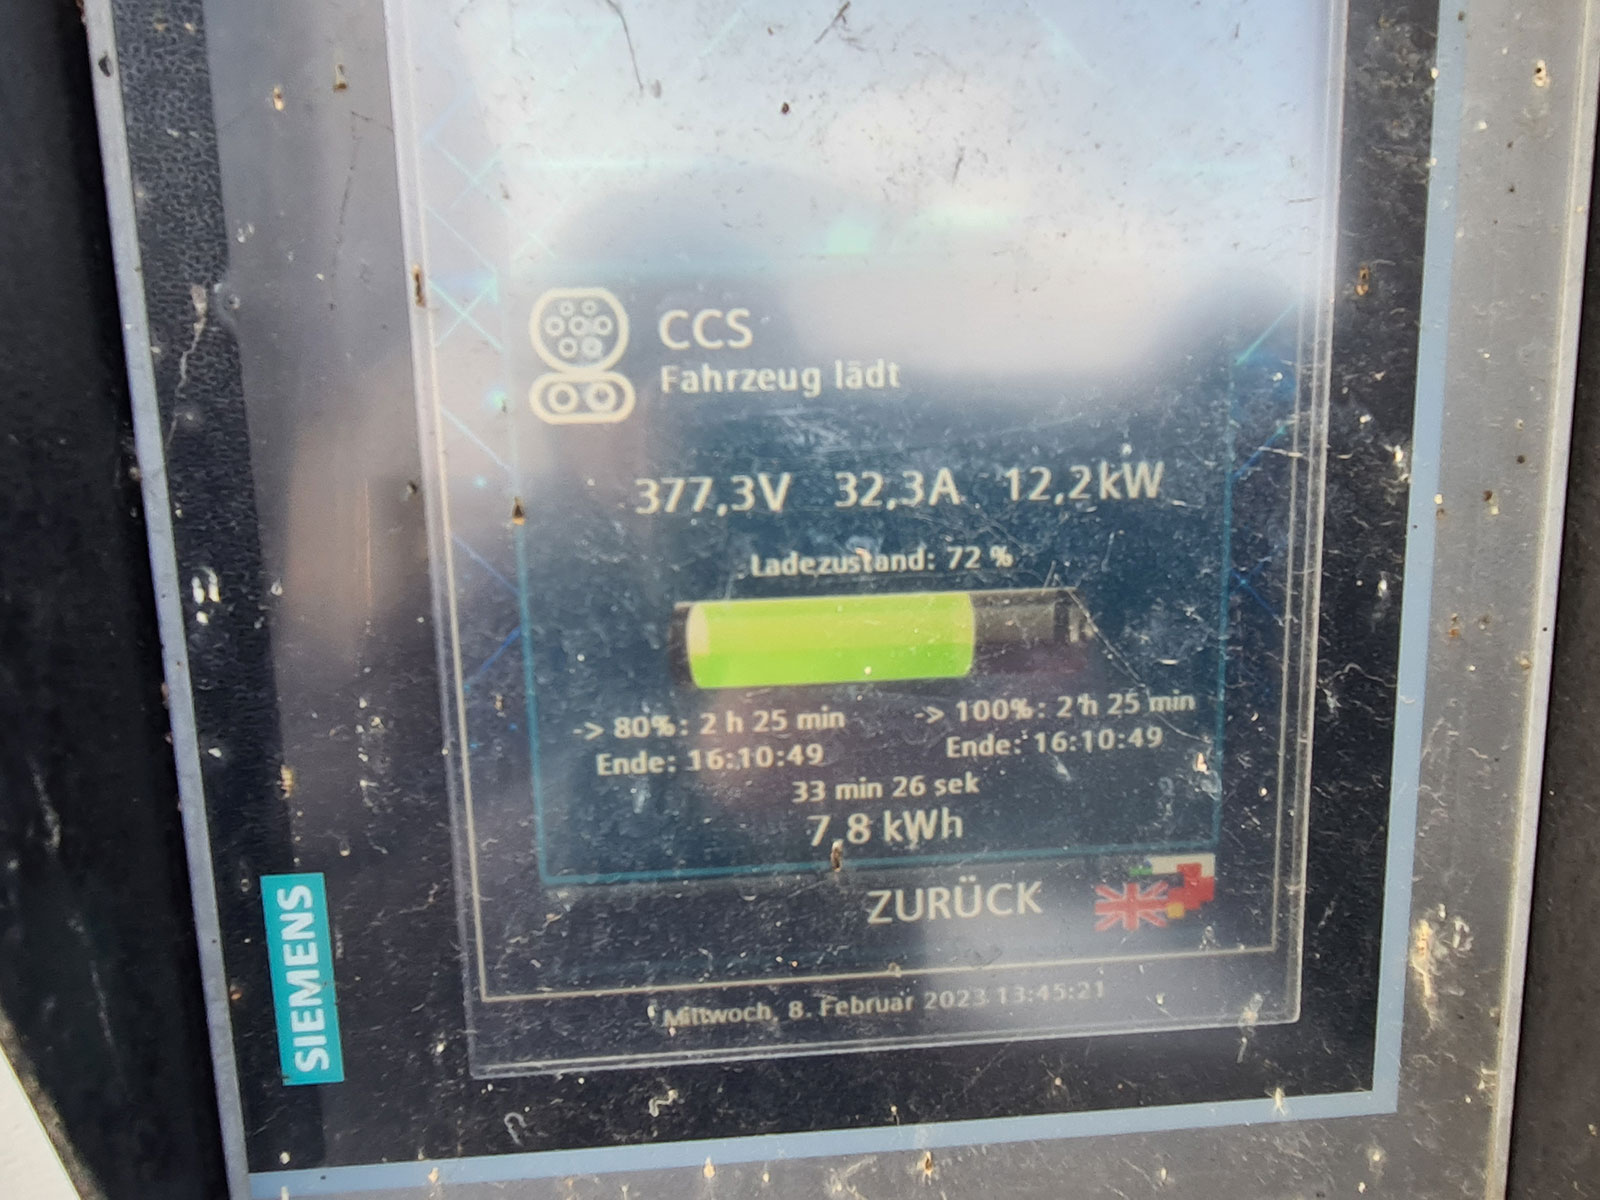 CCS
Fahrzeug lädt
377,3V 32,3A 12,2kW
Ladezustand: 72 %
-> 80%: 2 h 25 min -> 100%: 2 h 25 min
Ende: 16:10:49 Ende: 16:10:49
33 min 26 sek
7,8 kWh
ZURÜCK
Mittwoch, 8. Februar 2023 13:45:21
SIEMENS